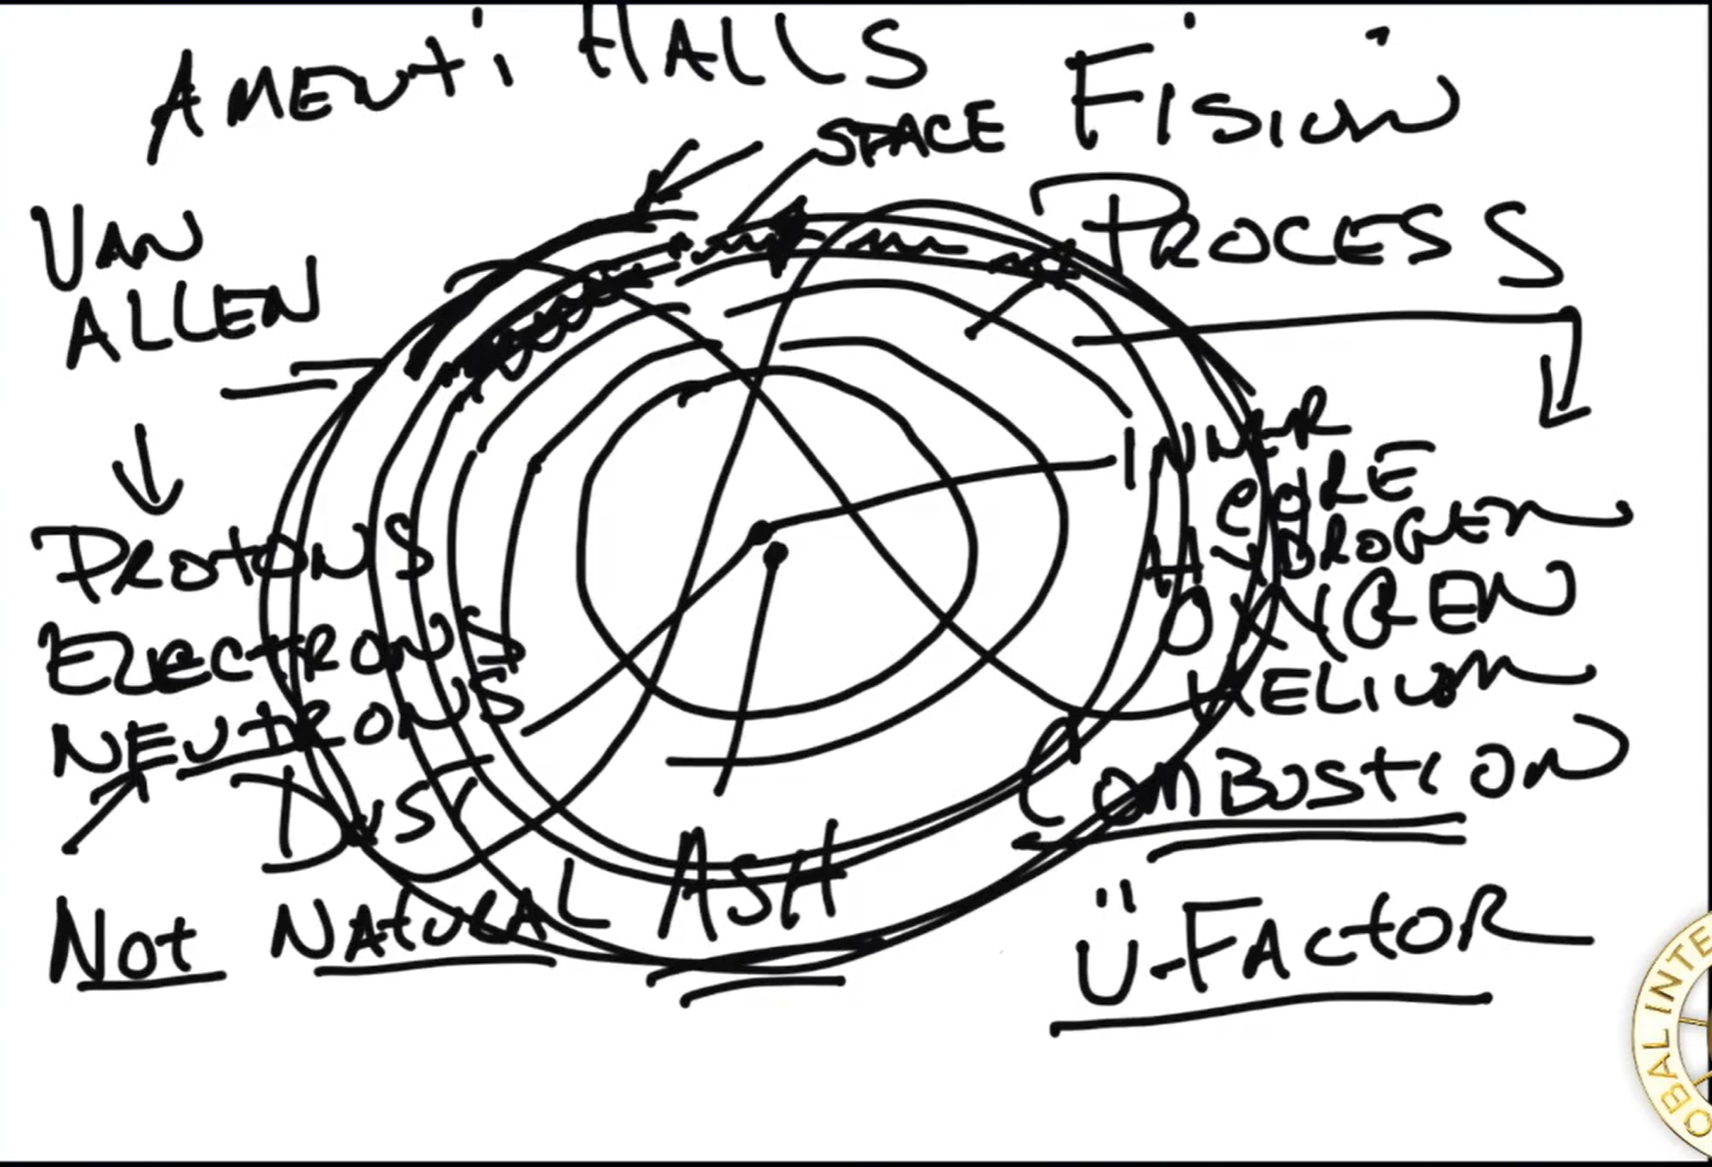 AMENti HALLS
SPACE
FISION
PROCESS
VAN
ALLEN
PROtONS
ELECTRONS
NEUTRONS
DUST
Not NAtURAL
ASH
INNER
CORE
HYDROGEN
OXYGEN
HELIUM
COMBUSTION
Ü-FACtOR
OBAL INTE